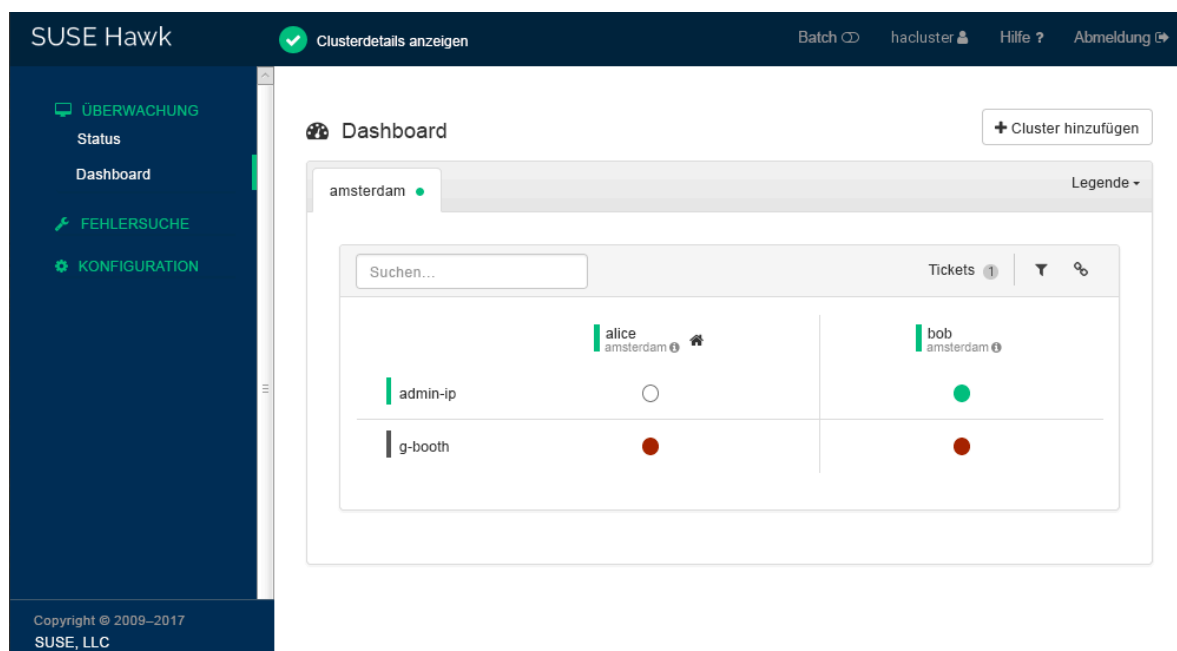 SUSE Hawk
Clusterdetails anzeigen
Batch
hacluster
Hilfe ?
Abmeldung
ÜBERWACHUNG
Status
Dashboard
FEHLERSUCHE
KONFIGURATION
Dashboard
+ Cluster hinzufügen
amsterdam
Legende
Suchen...
Tickets 1
alice
amsterdam
bob
amsterdam
admin-ip
g-booth
Copyright © 2009–2017
SUSE, LLC